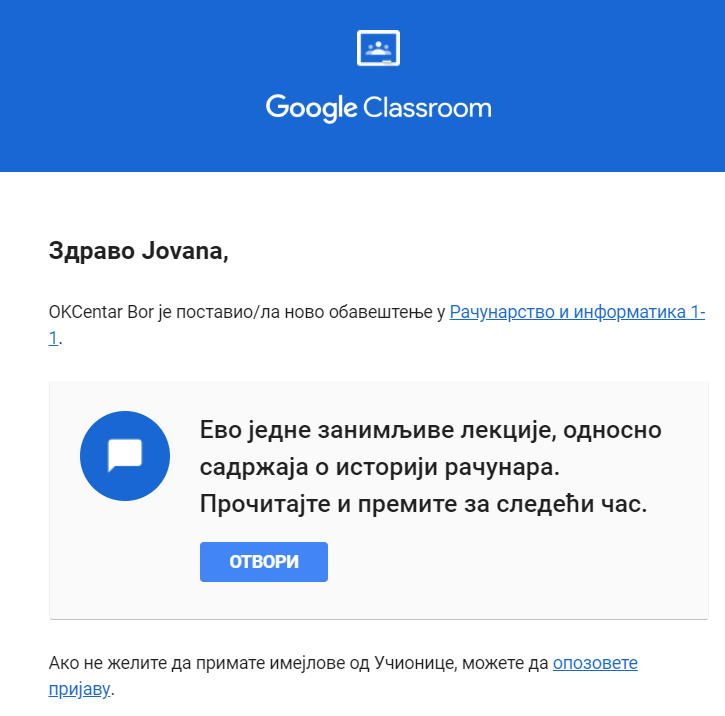 Google Classroom
Здраво Jovana,
OKCentar Bor је поставио/ла ново обавештење у Рачунарство и информатика 1-
1.
Ево једне занимљиве лекције, односно
садржаја о историји рачунара.
Прочитајте и премите за следећи час.
ОТВОРИ
Ако не желите да примате имејлове од Учионице, можете да опозовете
пријаву.